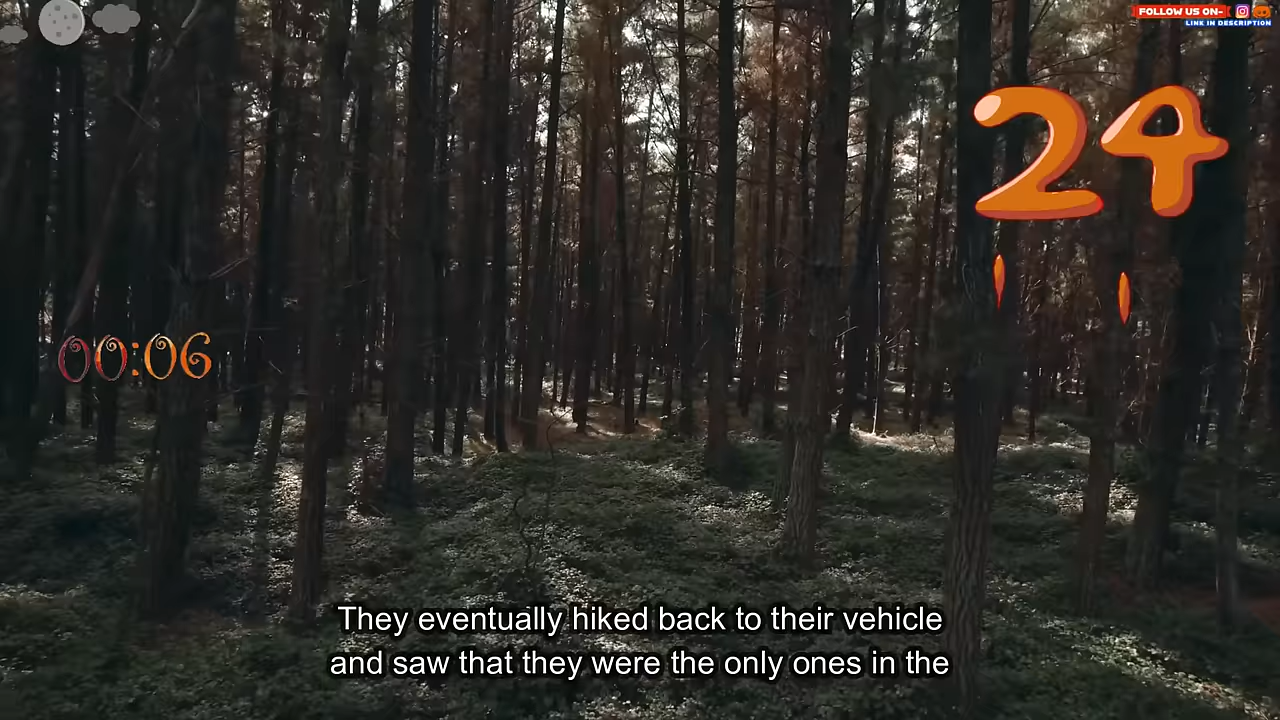 FOLLOW US ON-
LINK IN DESCRIPTION
24
00:06
They eventually hiked back to their vehicle
and saw that they were the only ones in the